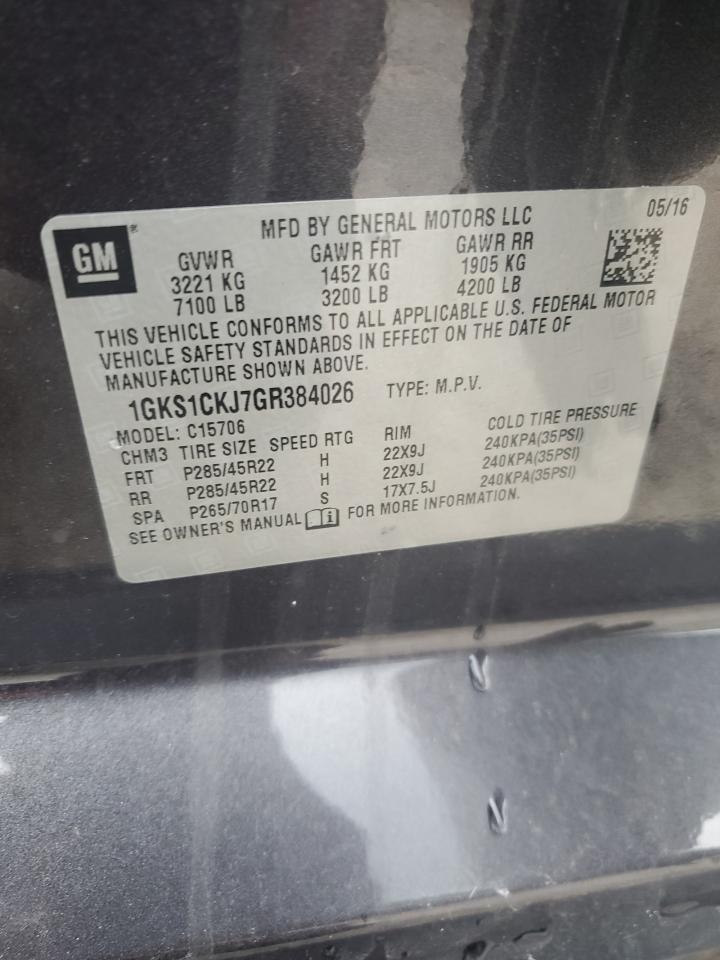 GM®
MFD BY GENERAL MOTORS LLC
05/16
GVWR GAWR FRT GAWR RR
3221 KG 1452 KG 1905 KG
7100 LB 3200 LB 4200 LB
THIS VEHICLE CONFORMS TO ALL APPLICABLE U.S. FEDERAL MOTOR
VEHICLE SAFETY STANDARDS IN EFFECT ON THE DATE OF
MANUFACTURE SHOWN ABOVE.
1GKS1CKJ7GR384026 TYPE: M.P.V.
MODEL: C15706
CHM3 TIRE SIZE SPEED RTG RIM COLD TIRE PRESSURE
FRT P285/45R22 H 22X9J 240KPA(35PSI)
RR P285/45R22 H 22X9J 240KPA(35PSI)
SPA P265/70R17 S 17X7.5J 240KPA(35PSI)
SEE OWNER'S MANUAL FOR MORE INFORMATION.